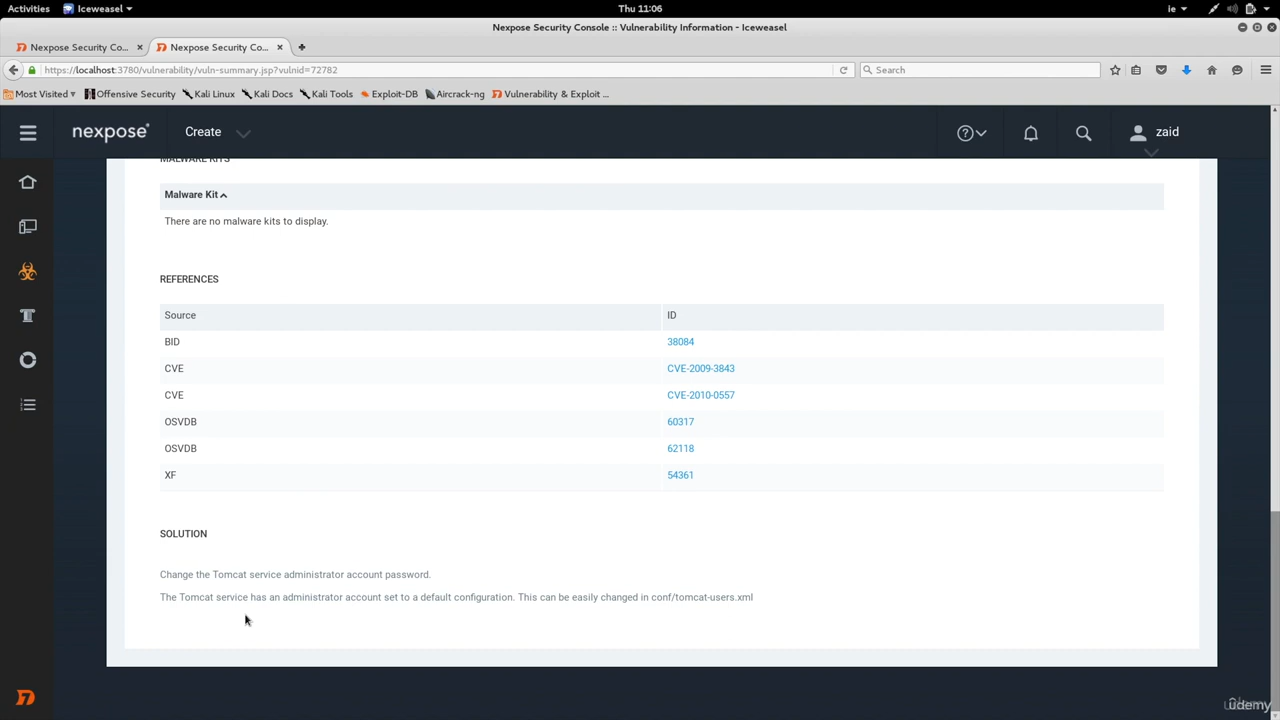 Activities Iceweasel Thu 11:06 ie
Nexpose Security Console :: Vulnerability Information - Iceweasel
Nexpose Security Co... Nexpose Security Co...
https://localhost:3780/vulnerability/vuln-summary.jsp?vulnid=72782 Search
Most Visited Offensive Security Kali Linux Kali Docs Kali Tools Exploit-DB Aircrack-ng Vulnerability & Exploit ...
nexpose Create zaid
MALWARE KITS
Malware Kit
There are no malware kits to display.
REFERENCES
Source ID
BID 38084
CVE CVE-2009-3843
CVE CVE-2010-0557
OSVDB 60317
OSVDB 62118
XF 54361
SOLUTION
Change the Tomcat service administrator account password.
The Tomcat service has an administrator account set to a default configuration. This can be easily changed in conf/tomcat-users.xml
udemy